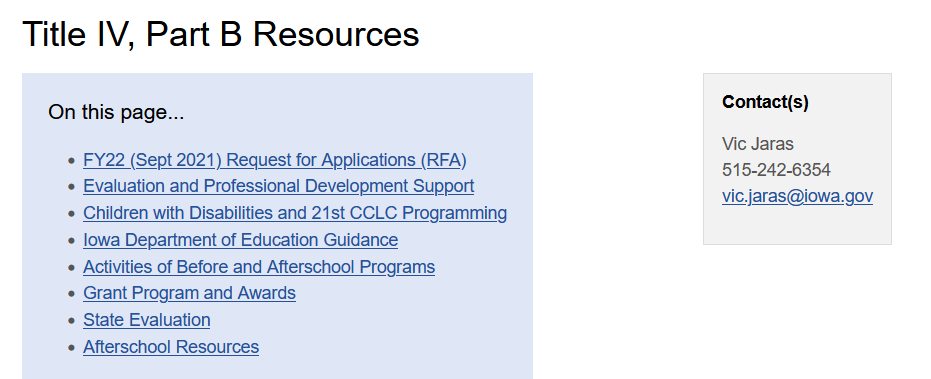 Title IV, Part B Resources
On this page...
FY22 (Sept 2021) Request for Applications (RFA)
Evaluation and Professional Development Support
Children with Disabilities and 21st CCLC Programming
Iowa Department of Education Guidance
Activities of Before and Afterschool Programs
Grant Program and Awards
State Evaluation
Afterschool Resources
Contact(s)
Vic Jaras
515-242-6354
vic.jaras@iowa.gov